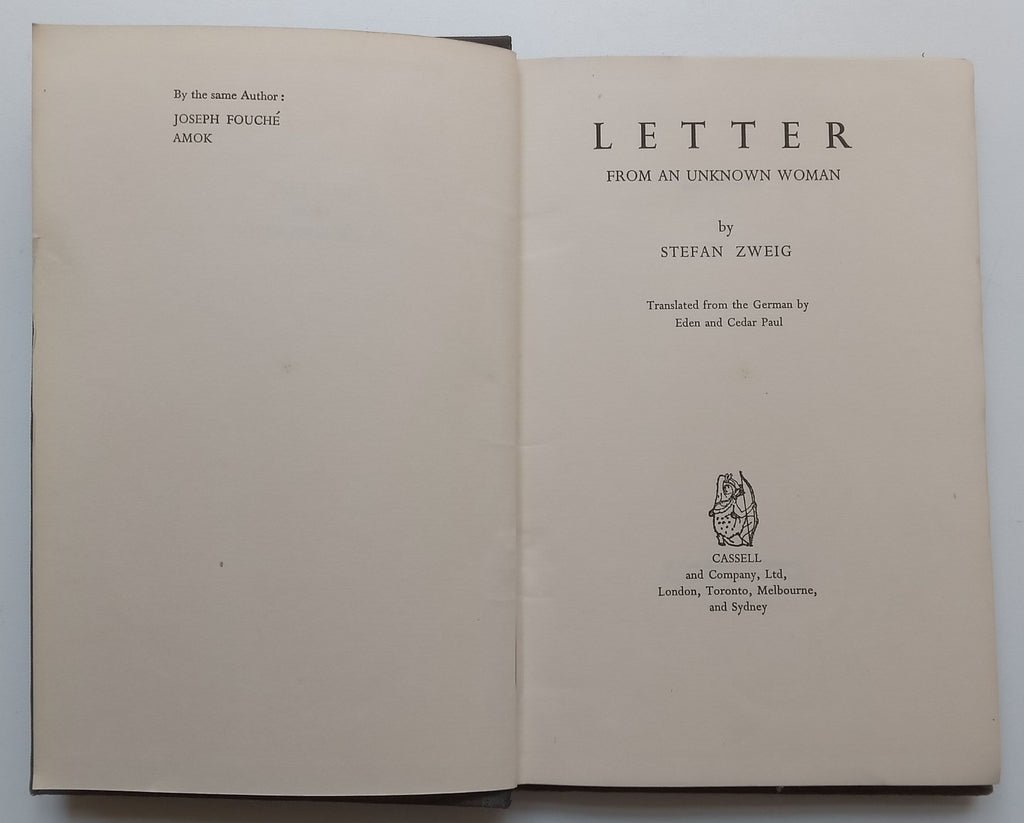 By the same Author :
JOSEPH FOUCHÉ
AMOK
LETTER
FROM AN UNKNOWN WOMAN
by
STEFAN ZWEIG
Translated from the German by
Eden and Cedar Paul
CASSELL
and Company, Ltd,
London, Toronto, Melbourne,
and Sydney